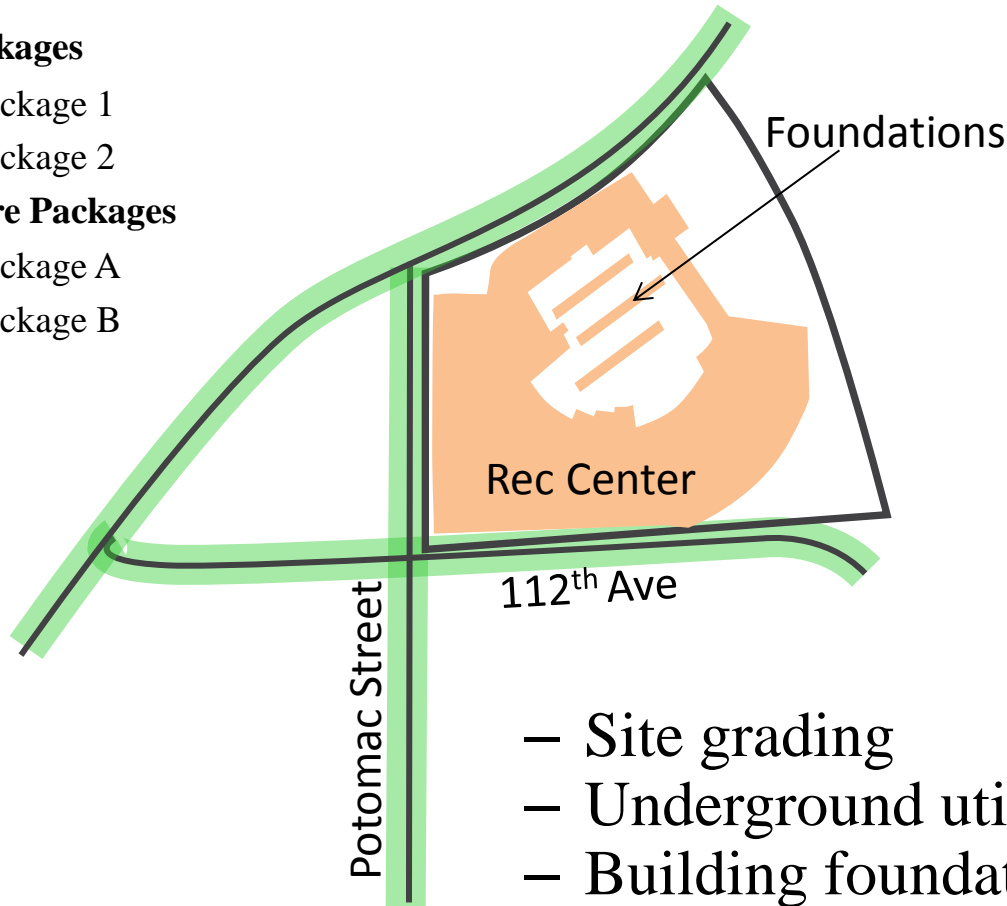 kages
ckage 1
ckage 2
re Packages
ckage A
ckage B
Foundations
Rec Center
112th Ave
Potomac Street
– Site grading
– Underground uti
– Building foundat